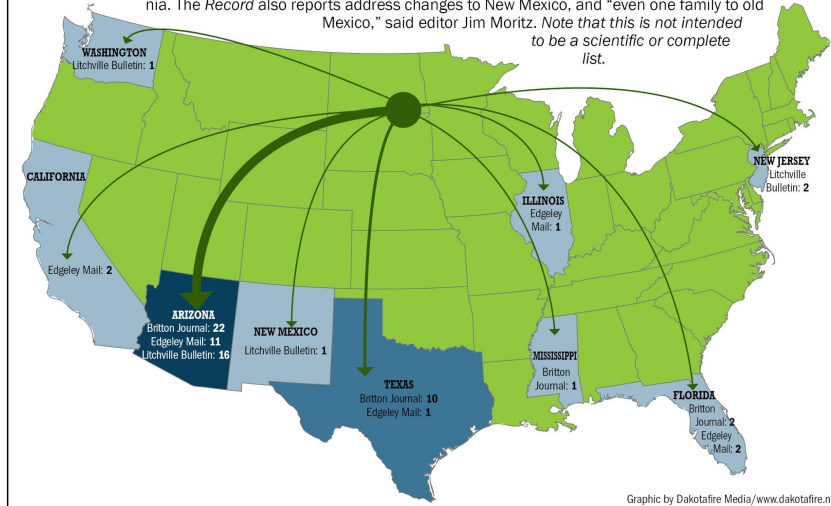 nia. The Record also reports address changes to New Mexico, and “even one family to old
Mexico,” said editor Jim Moritz. Note that this is not intended
to be a scientific or complete
list.
WASHINGTON
Litchville Bulletin: 1
CALIFORNIA
Edgeley Mail: 2
ARIZONA
Britton Journal: 22
Edgeley Mail: 11
Litchville Bulletin: 16
NEW MEXICO
Litchville Bulletin: 1
TEXAS
Britton Journal: 10
Edgeley Mail: 1
ILLINOIS
Edgeley
Mail: 1
MISSISSIPPI
Britton
Journal: 1
NEW JERSEY
Litchville
Bulletin: 2
FLORIDA
Britton
Journal: 2
Edgeley
Mail: 2
Graphic by Dakotafire Media/www.dakotafire.n